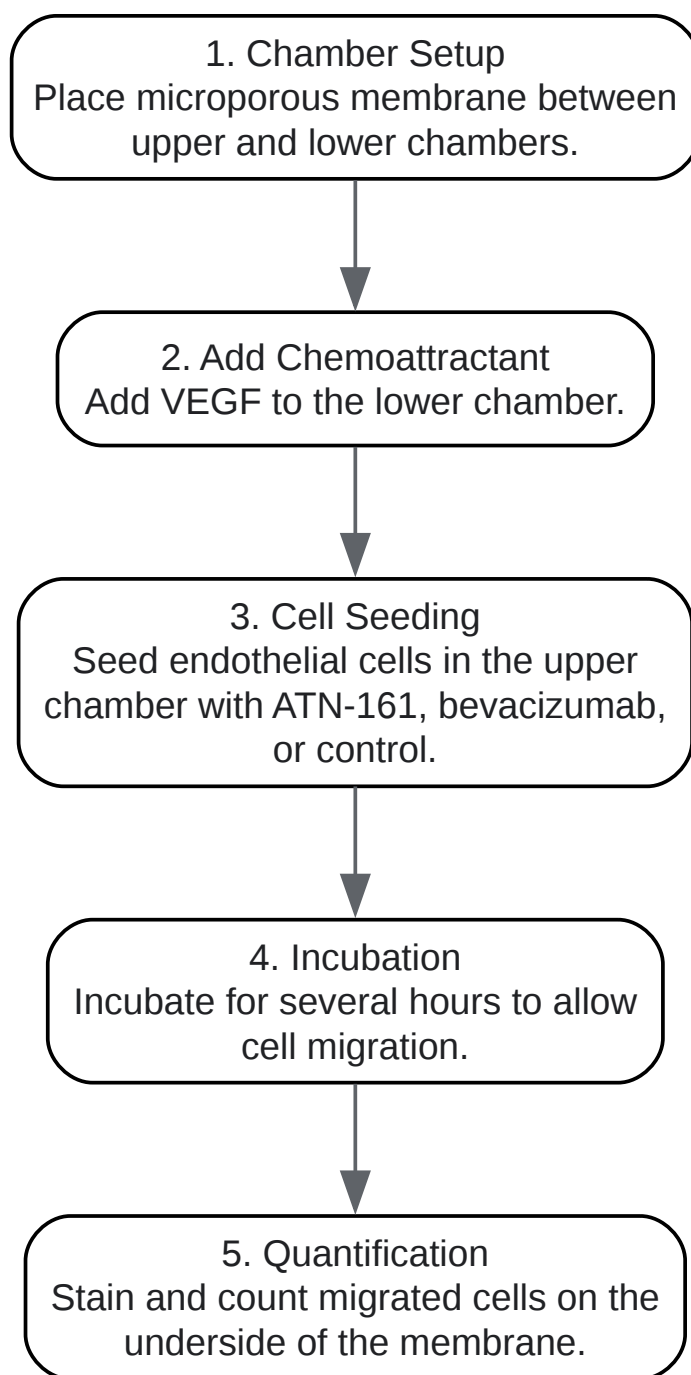 1. Chamber Setup
Place microporous membrane between
upper and lower chambers.
2. Add Chemoattractant
Add VEGF to the lower chamber.
3. Cell Seeding
Seed endothelial cells in the upper
chamber with ATN-161, bevacizumab,
or control.
4. Incubation
Incubate for several hours to allow
cell migration.
5. Quantification
Stain and count migrated cells on the
underside of the membrane.